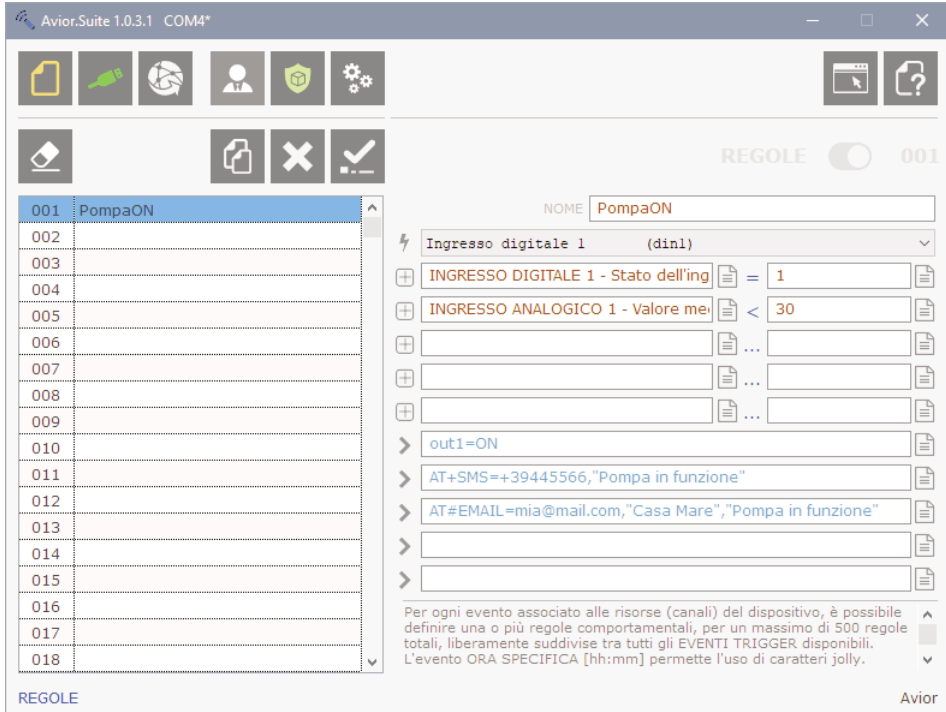 Avior.Suite 1.0.3.1 COM4*
REGOLE 001
001 PompaON
002
003
004
005
006
007
008
009
010
011
012
013
014
015
016
017
018
NOME PompaON
Ingresso digitale 1 (din1)
INGRESSO DIGITALE 1 - Stato dell'ing = 1
INGRESSO ANALOGICO 1 - Valore me < 30
...
...
...
out1=ON
AT+SMS=+39445566,"Pompa in funzione"
AT#EMAIL=mia@mail.com,"Casa Mare","Pompa in funzione"
Per ogni evento associato alle risorse (canali) del dispositivo, è possibile
definire una o più regole comportamentali, per un massimo di 500 regole
totali, liberamente suddivise tra tutti gli EVENTI TRIGGER disponibili.
L'evento ORA SPECIFICA [hh:mm] permette l'uso di caratteri jolly.
REGOLE
Avior